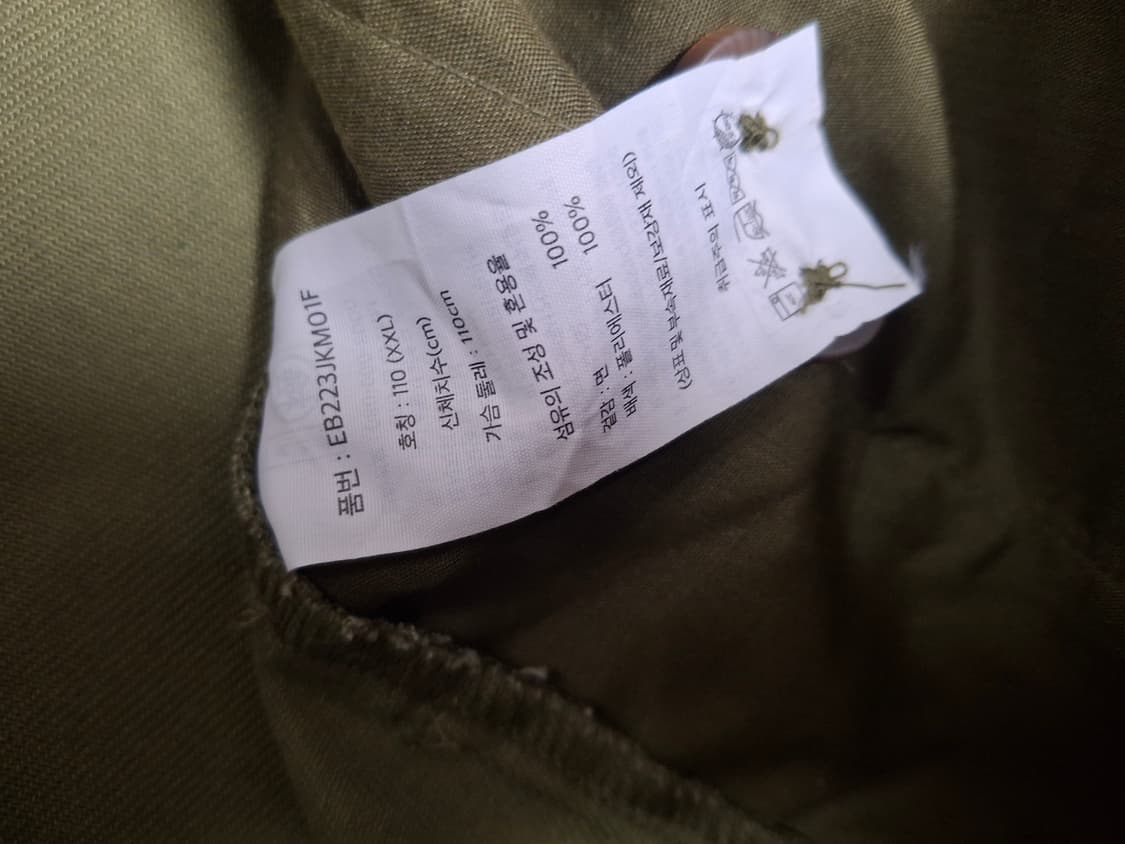 품번 : EB223JKM01F
호칭 : 110 (XXL)
신체치수(cm)
가슴 둘레 : 110cm
섬유의 조성 및 혼용율
겉감 : 면 100%
배색 : 폴리에스터 100%
(상표 및 부속재료/보강재 제외)
취급주의 표시